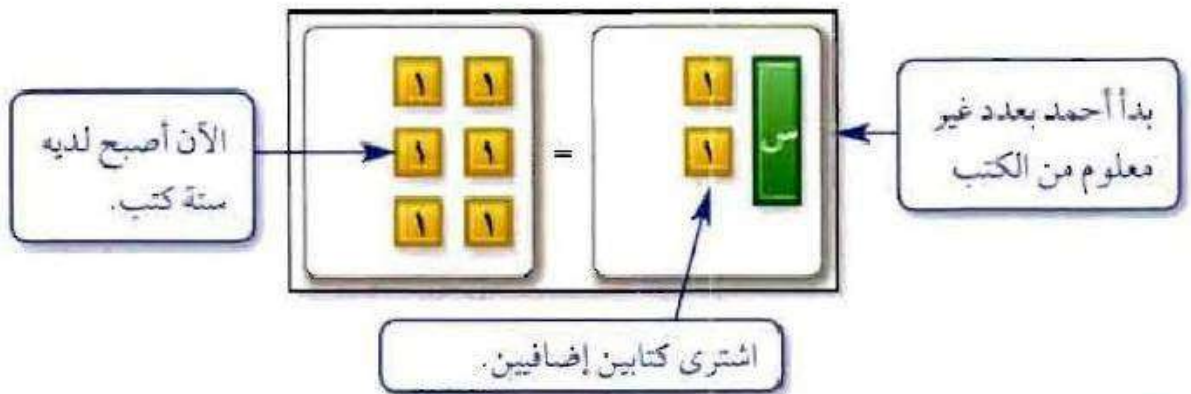 بدأ أحمد بعدد غير
معلوم من الكتب
س
١
١
=
١ ١
١ ١
١ ١
الآن أصبح لديه
ستة كتب.
اشترى كتابين إضافيين.